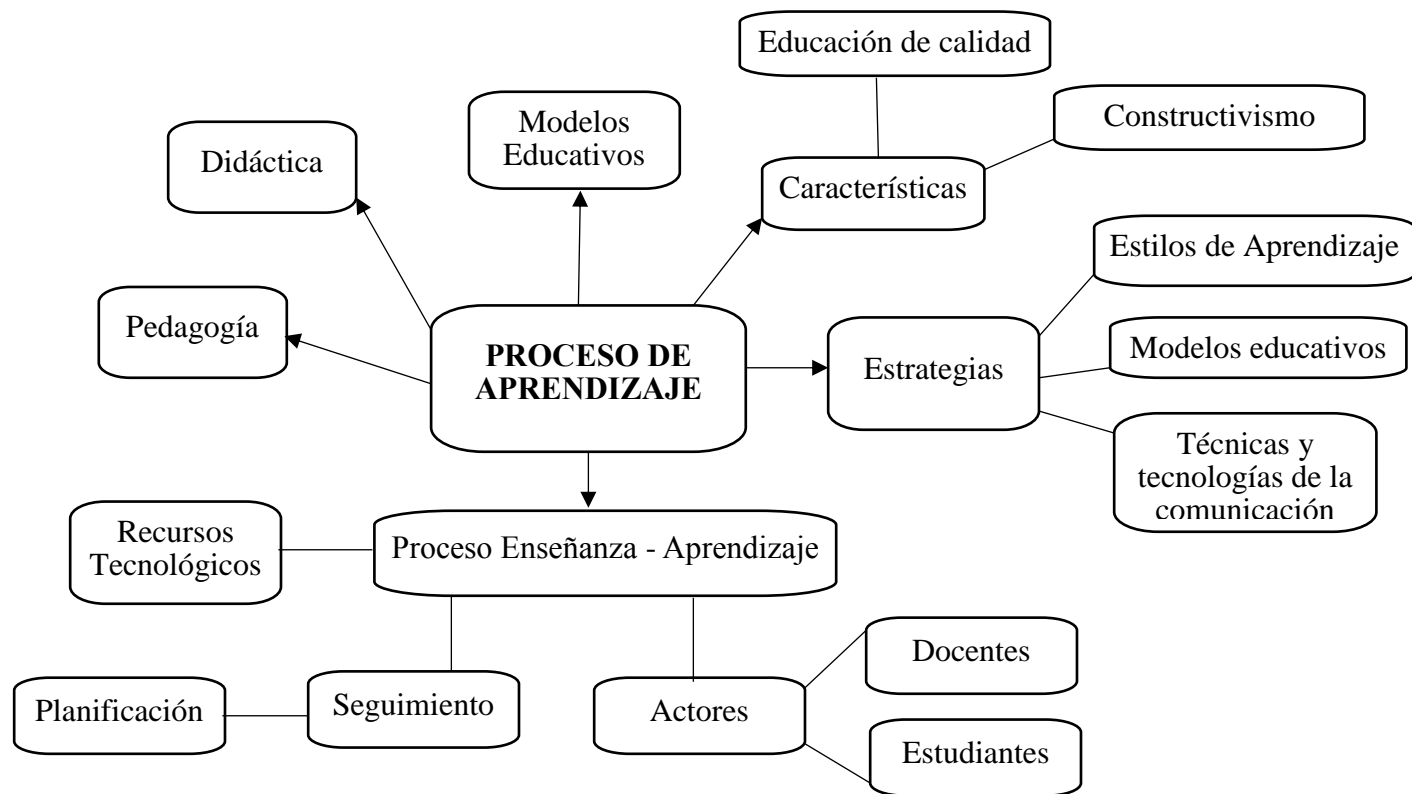 Educación de calidad
Modelos
Educativos
Constructivismo
Didáctica
Características
Estilos de Aprendizaje
Pedagogía
PROCESO DE
APRENDIZAJE
Estrategias
Modelos educativos
Técnicas y
tecnologías de la
comunicación
Recursos
Tecnológicos
Proceso Enseñanza - Aprendizaje
Docentes
Planificación
Seguimiento
Actores
Estudiantes